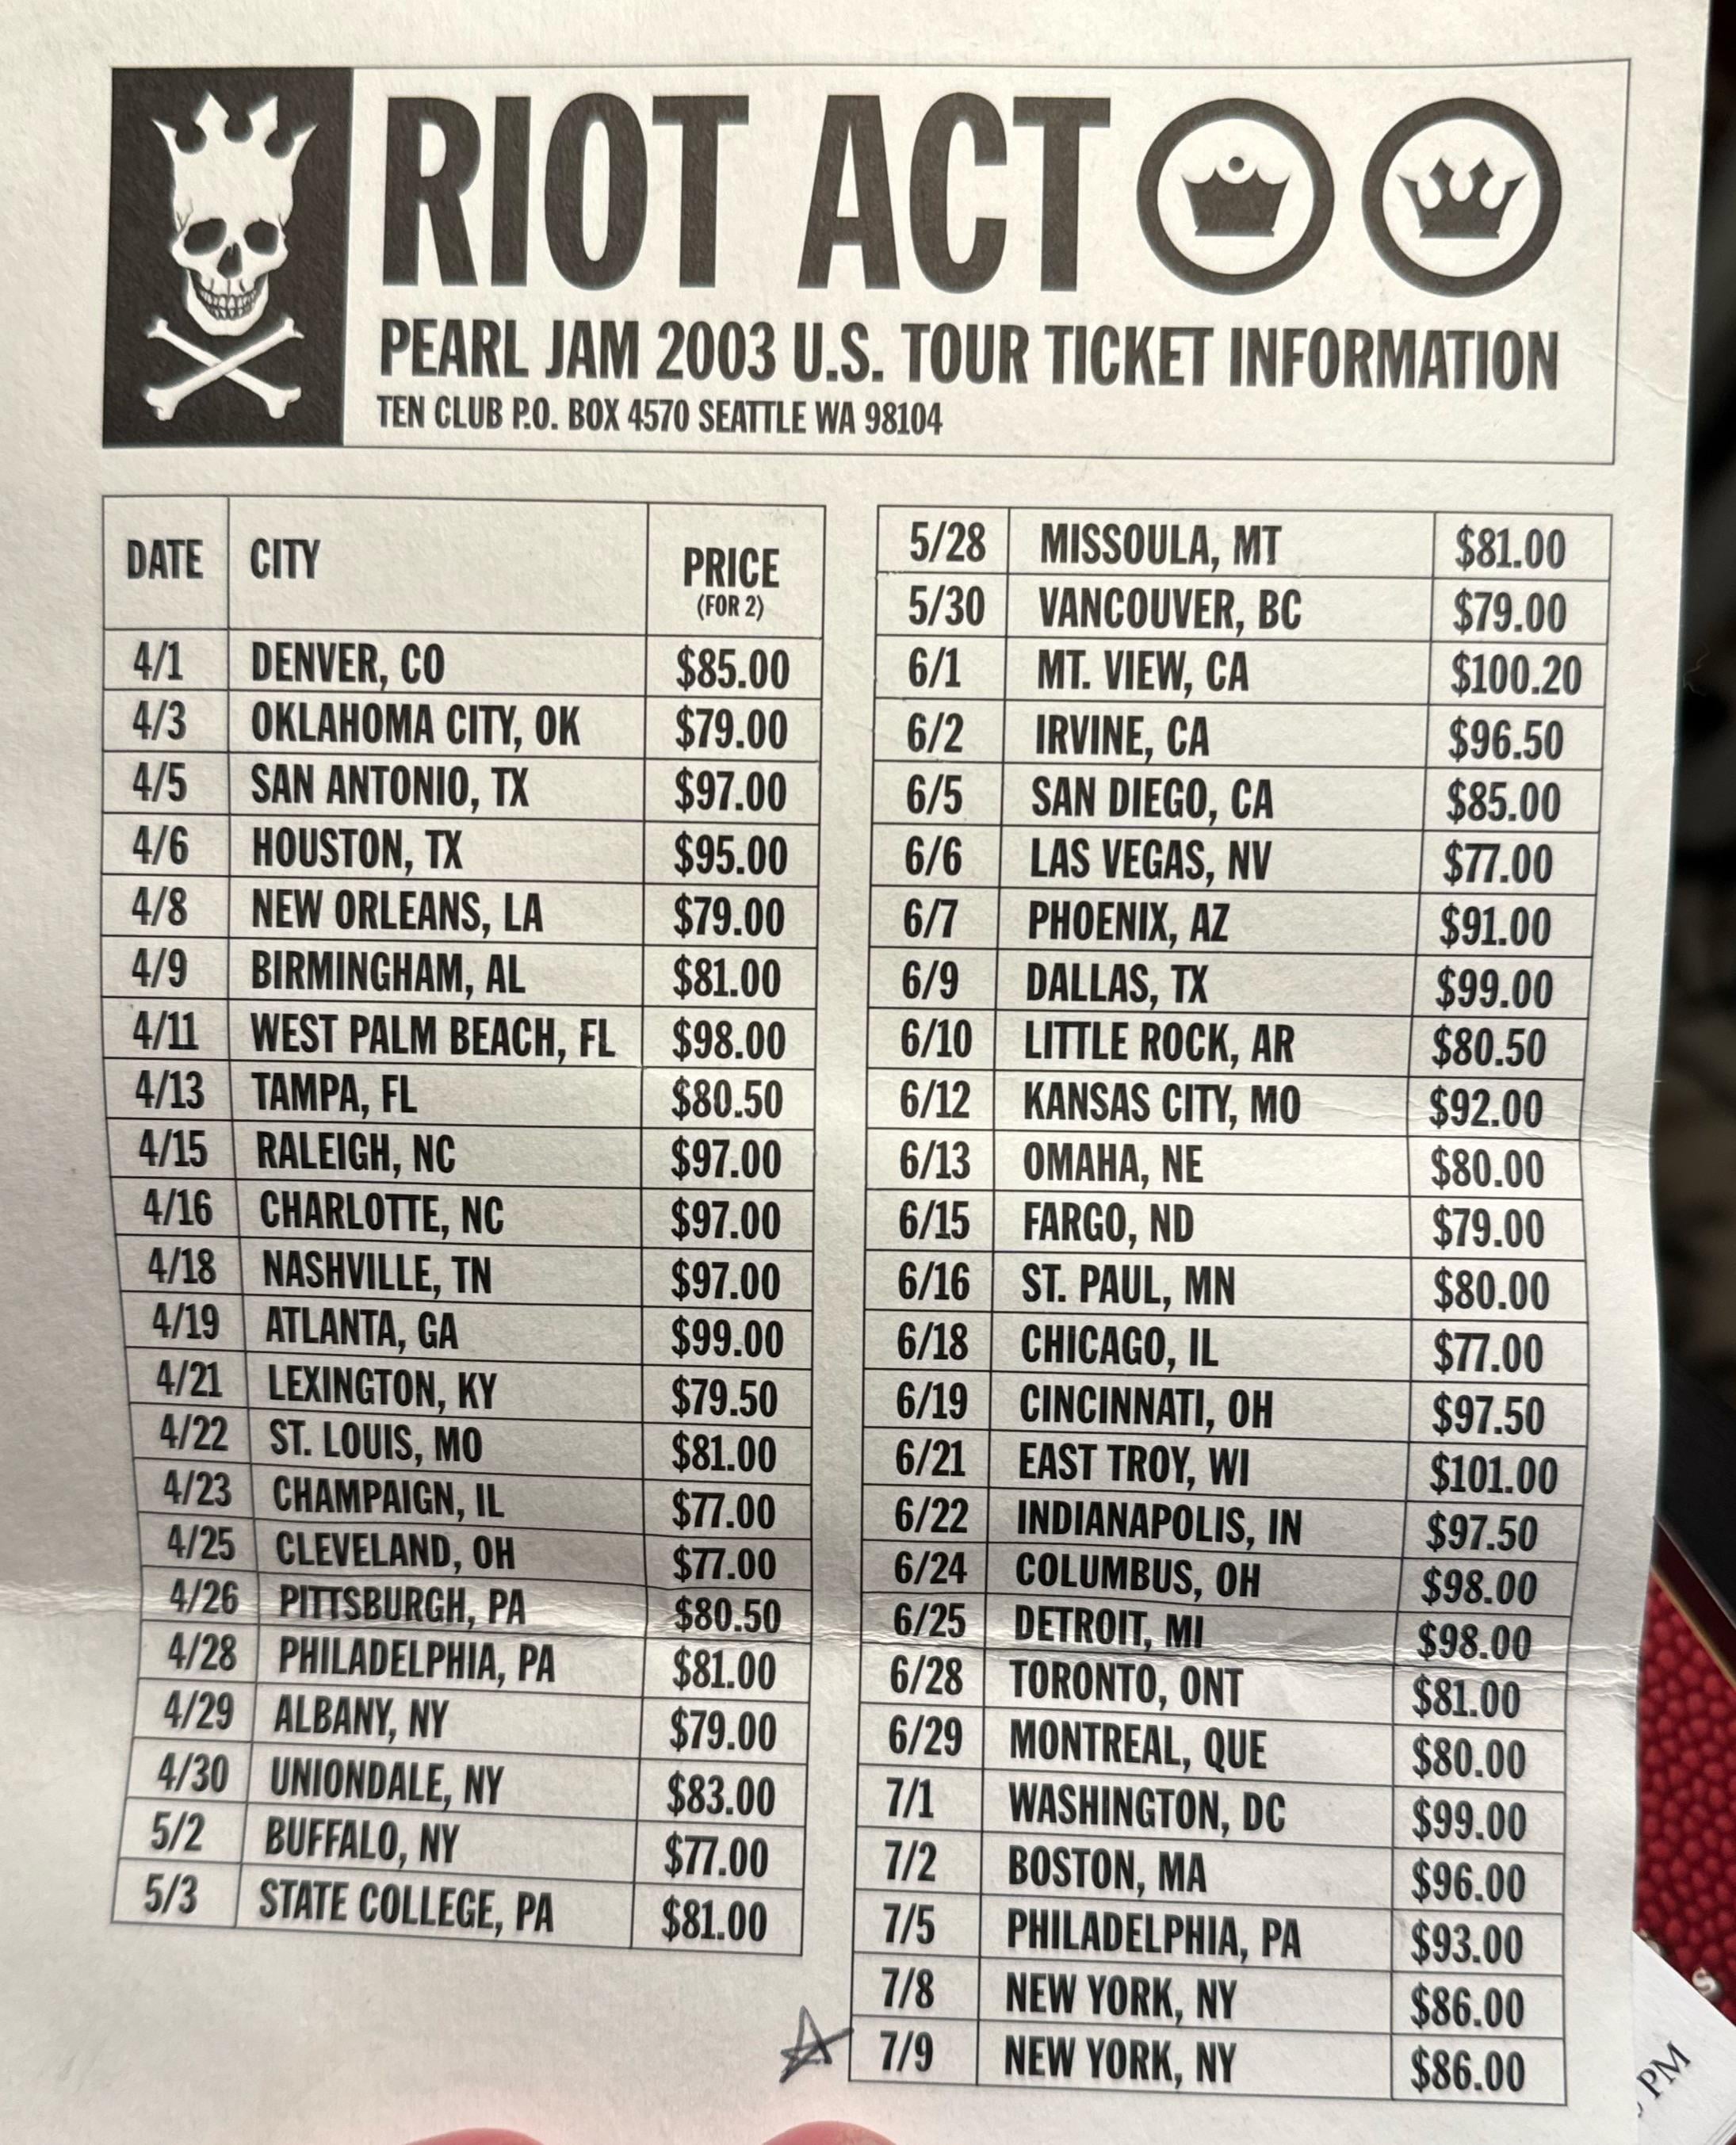 RIOT ACT
PEARL JAM 2003 U.S. TOUR TICKET INFORMATION
TEN CLUB P.O. BOX 4570 SEATTLE WA 98104
DATE CITY PRICE
(FOR 2)
4/1 DENVER, CO $85.00
4/3 OKLAHOMA CITY, OK $79.00
4/5 SAN ANTONIO, TX $97.00
4/6 HOUSTON, TX $95.00
4/8 NEW ORLEANS, LA $79.00
4/9 BIRMINGHAM, AL $81.00
4/11 WEST PALM BEACH, FL $98.00
4/13 TAMPA, FL $80.50
4/15 RALEIGH, NC $97.00
4/16 CHARLOTTE, NC $97.00
4/18 NASHVILLE, TN $97.00
4/19 ATLANTA, GA $99.00
4/21 LEXINGTON, KY $79.50
4/22 ST. LOUIS, MO $81.00
4/23 CHAMPAIGN, IL $77.00
4/25 CLEVELAND, OH $77.00
4/26 PITTSBURGH, PA $80.50
4/28 PHILADELPHIA, PA $81.00
4/29 ALBANY, NY $79.00
4/30 UNIONDALE, NY $83.00
5/2 BUFFALO, NY $77.00
5/3 STATE COLLEGE, PA $81.00
5/28 MISSOULA, MT $81.00
5/30 VANCOUVER, BC $79.00
6/1 MT. VIEW, CA $100.20
6/2 IRVINE, CA $96.50
6/5 SAN DIEGO, CA $85.00
6/6 LAS VEGAS, NV $77.00
6/7 PHOENIX, AZ $91.00
6/9 DALLAS, TX $99.00
6/10 LITTLE ROCK, AR $80.50
6/12 KANSAS CITY, MO $92.00
6/13 OMAHA, NE $80.00
6/15 FARGO, ND $79.00
6/16 ST. PAUL, MN $80.00
6/18 CHICAGO, IL $77.00
6/19 CINCINNATI, OH $97.50
6/21 EAST TROY, WI $101.00
6/22 INDIANAPOLIS, IN $97.50
6/24 COLUMBUS, OH $98.00
6/25 DETROIT, MI $98.00
6/28 TORONTO, ONT $81.00
6/29 MONTREAL, QUE $80.00
7/1 WASHINGTON, DC $99.00
7/2 BOSTON, MA $96.00
7/5 PHILADELPHIA, PA $93.00
7/8 NEW YORK, NY $86.00
7/9 NEW YORK, NY $86.00
PM